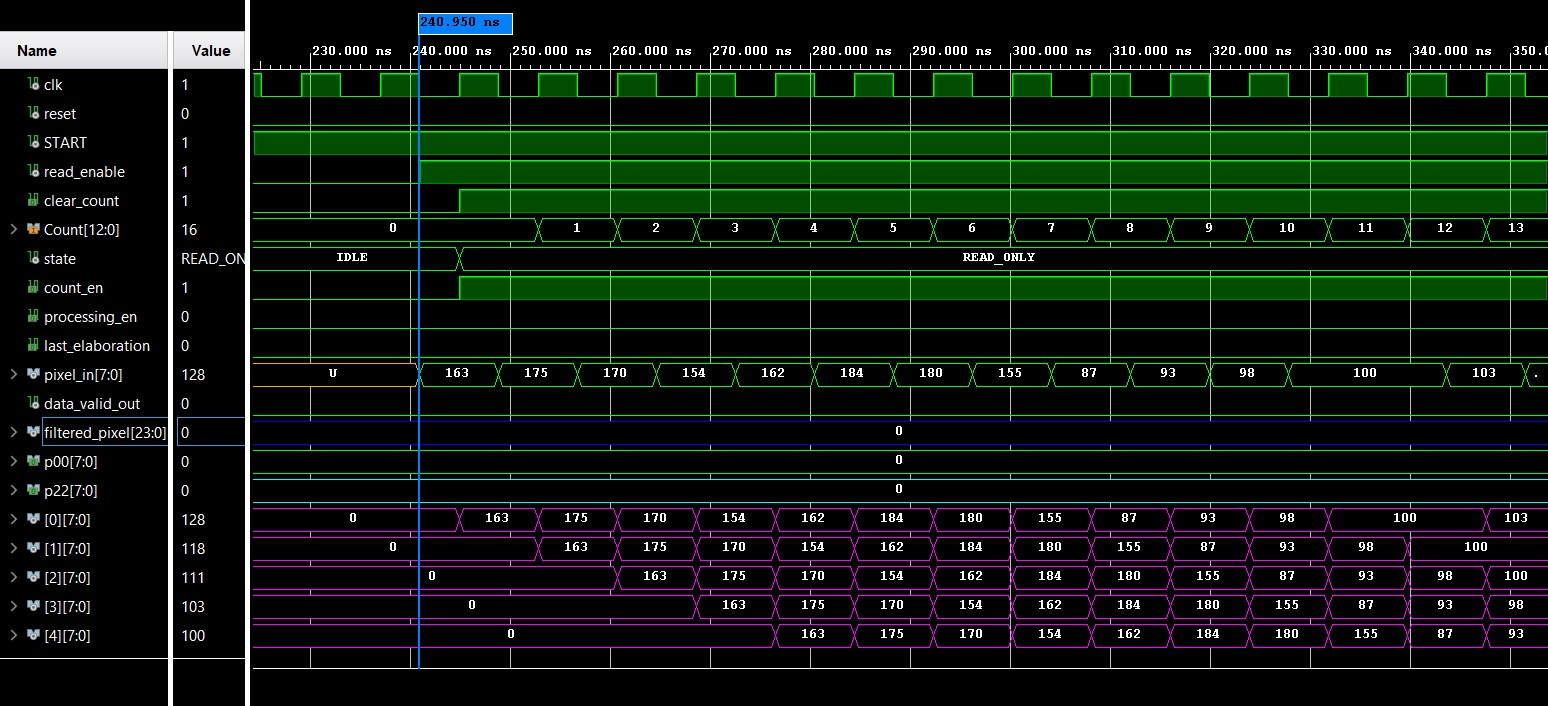 240.950 ns
Name Value 230.000 ns 240.000 ns 250.000 ns 260.000 ns 270.000 ns 280.000 ns 290.000 ns 300.000 ns 310.000 ns 320.000 ns 330.000 ns 340.000 ns 350.0
clk 1
reset 0
START 1
read_enable 1
clear_count 1
Count[12:0] 16 0 1 2 3 4 5 6 7 8 9 10 11 12 13
state READ_ON IDLE READ_ONLY
count_en 1
processing_en 0
last_elaboration 0
pixel_in[7:0] 128 U 163 175 170 154 162 184 180 155 87 93 98 100 103 .
data_valid_out 0
filtered_pixel[23:0] 0 0
p00[7:0] 0 0
p22[7:0] 0 0
[0][7:0] 128 0 163 175 170 154 162 184 180 155 87 93 98 100 103
[1][7:0] 118 0 163 175 170 154 162 184 180 155 87 93 98 100
[2][7:0] 111 0 163 175 170 154 162 184 180 155 87 93 98 100
[3][7:0] 103 0 163 175 170 154 162 184 180 155 87 93 98
[4][7:0] 100 0 163 175 170 154 162 184 180 155 87 93